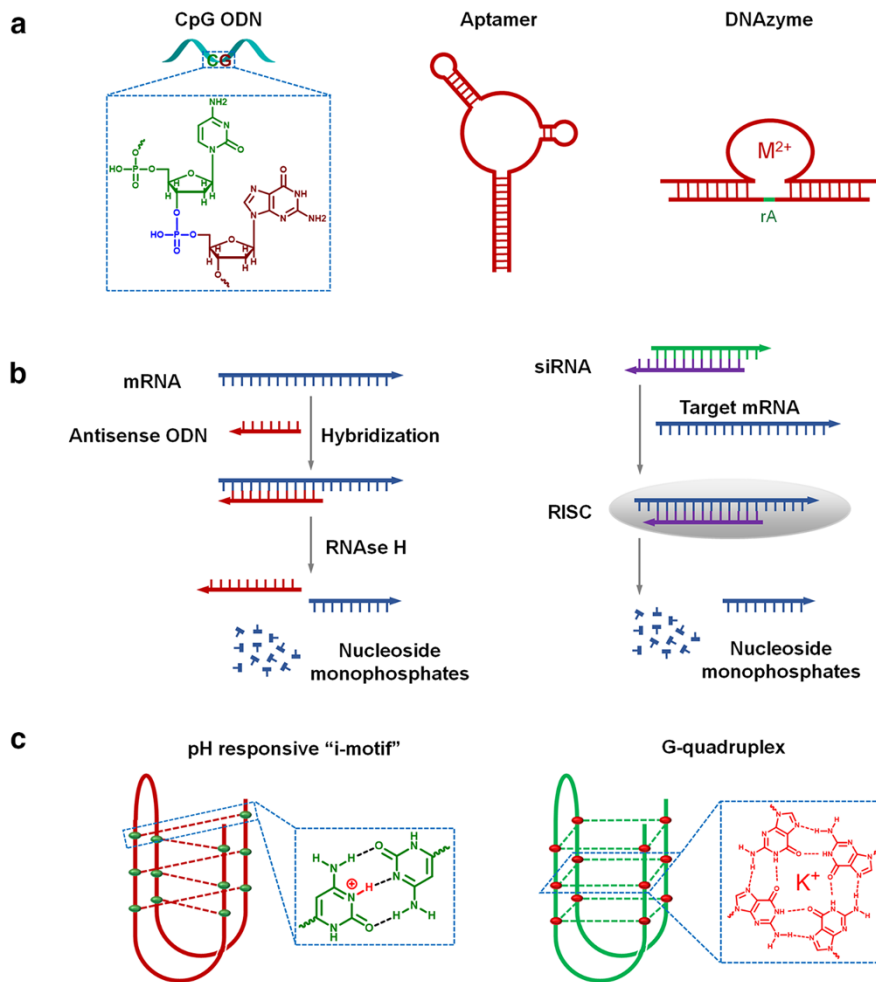 a
CpG ODN
Aptamer
DNAzyme
CG
NH2
N
N
O
O
HO-P-O
O
O
H
H
H
H
O
O
HO-P-O
O
N
N
O
NH
N
NH2
O
H
H
H
H
O
M2+
rA
b
mRNA
Antisense ODN
Hybridization
RNAse H
Nucleoside
monophosphates
siRNA
Target mRNA
RISC
Nucleoside
monophosphates
c
pH responsive “i-motif”
G-quadruplex
K+